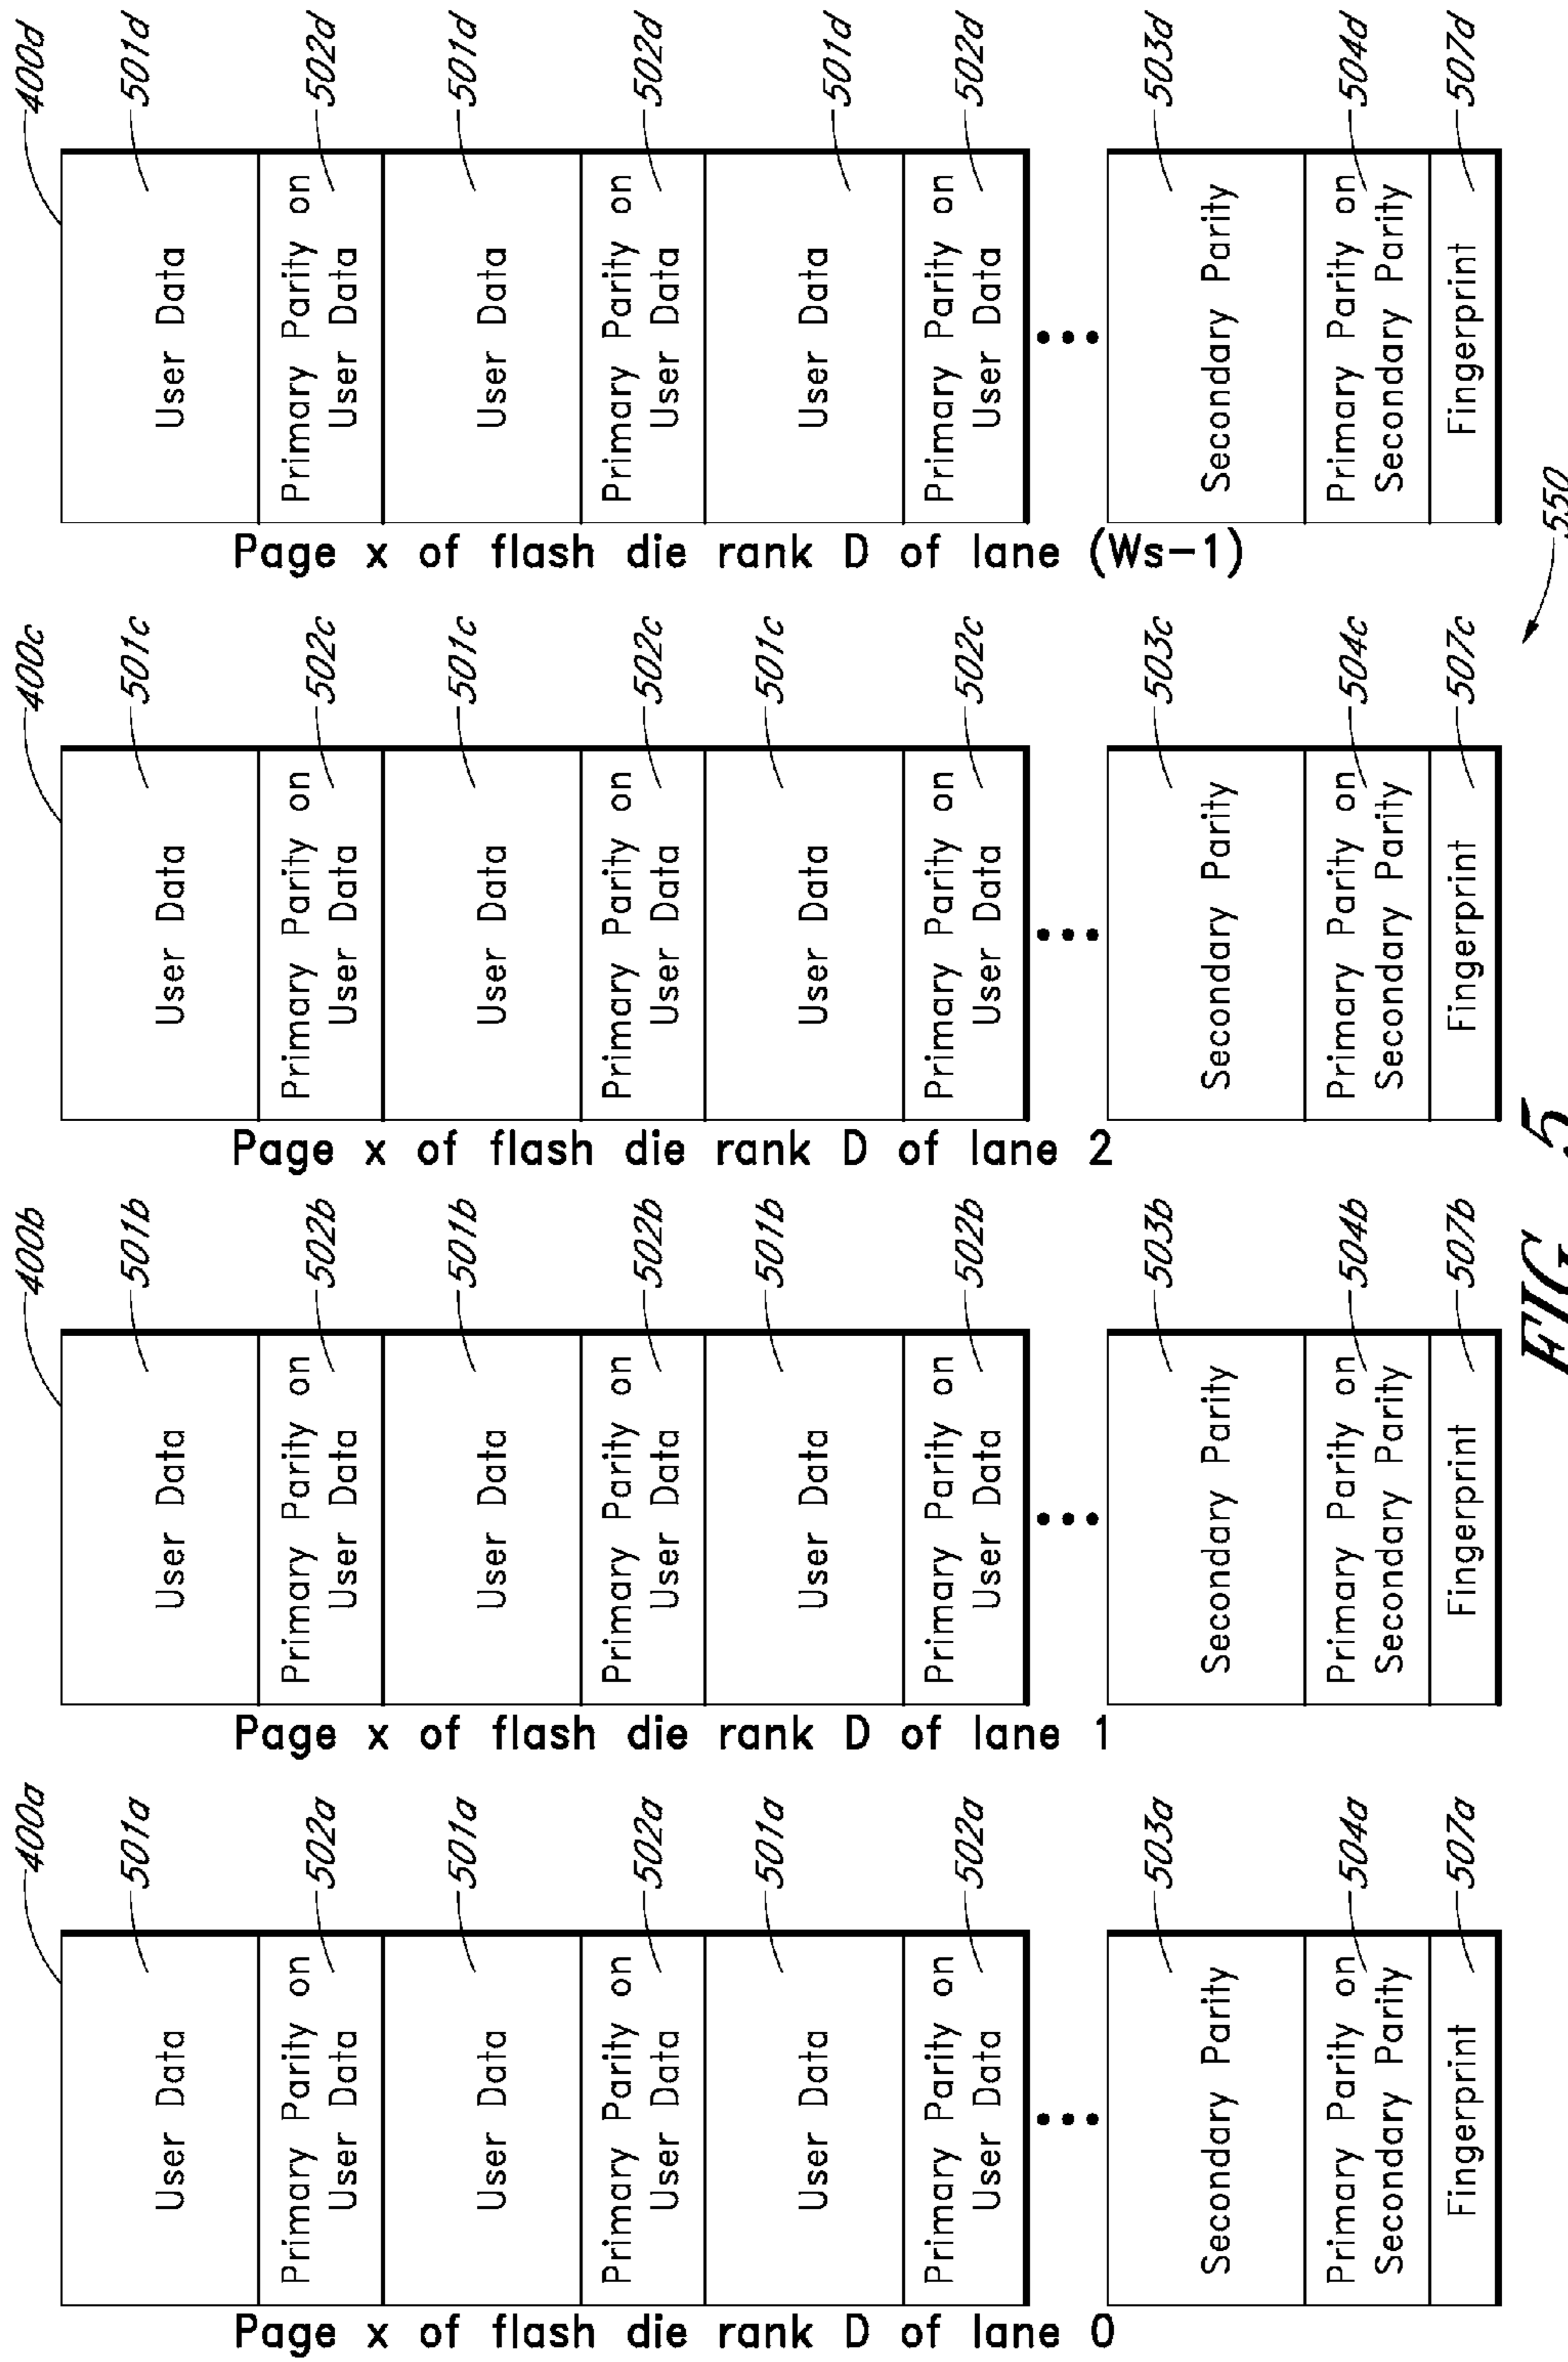 400a
Page x of flash die rank D of lane 0
User Data
501a
Primary Parity on
User Data
502a
User Data
501a
Primary Parity on
User Data
502a
User Data
501a
Primary Parity on
User Data
502a
Secondary Parity
503a
Primary Parity on
Secondary Parity
504a
Fingerprint
507a
400b
Page x of flash die rank D of lane 1
User Data
501b
Primary Parity on
User Data
502b
User Data
501b
Primary Parity on
User Data
502b
User Data
501b
Primary Parity on
User Data
502b
Secondary Parity
503b
Primary Parity on
Secondary Parity
504b
Fingerprint
507b
400c
Page x of flash die rank D of lane 2
User Data
501c
Primary Parity on
User Data
502c
User Data
501c
Primary Parity on
User Data
502c
User Data
501c
Primary Parity on
User Data
502c
Secondary Parity
503c
Primary Parity on
Secondary Parity
504c
Fingerprint
507c
400d
Page x of flash die rank D of lane (Ws-1)
User Data
501d
Primary Parity on
User Data
502d
User Data
501d
Primary Parity on
User Data
502d
User Data
501d
Primary Parity on
User Data
502d
Secondary Parity
503d
Primary Parity on
Secondary Parity
504d
Fingerprint
507d
550
FIG. 5